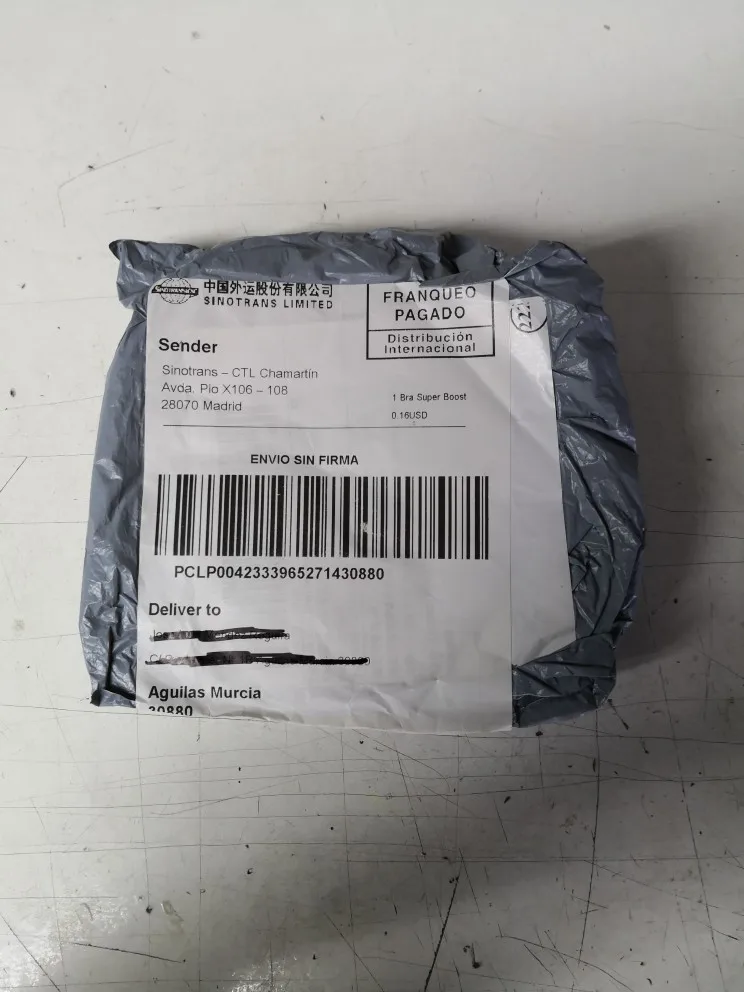 中国外运股份有限公司
SINOTRANS LIMITED
FRANQUEO
PAGADO
Distribución
Internacional
Sender
Sinotrans – CTL Chamartín
Avda. Pio X106 – 108
28070 Madrid
1 Bra Super Boost
0.16USD
ENVIO SIN FIRMA
PCLP0042333965271430880
Deliver to
Aguilas Murcia
30880